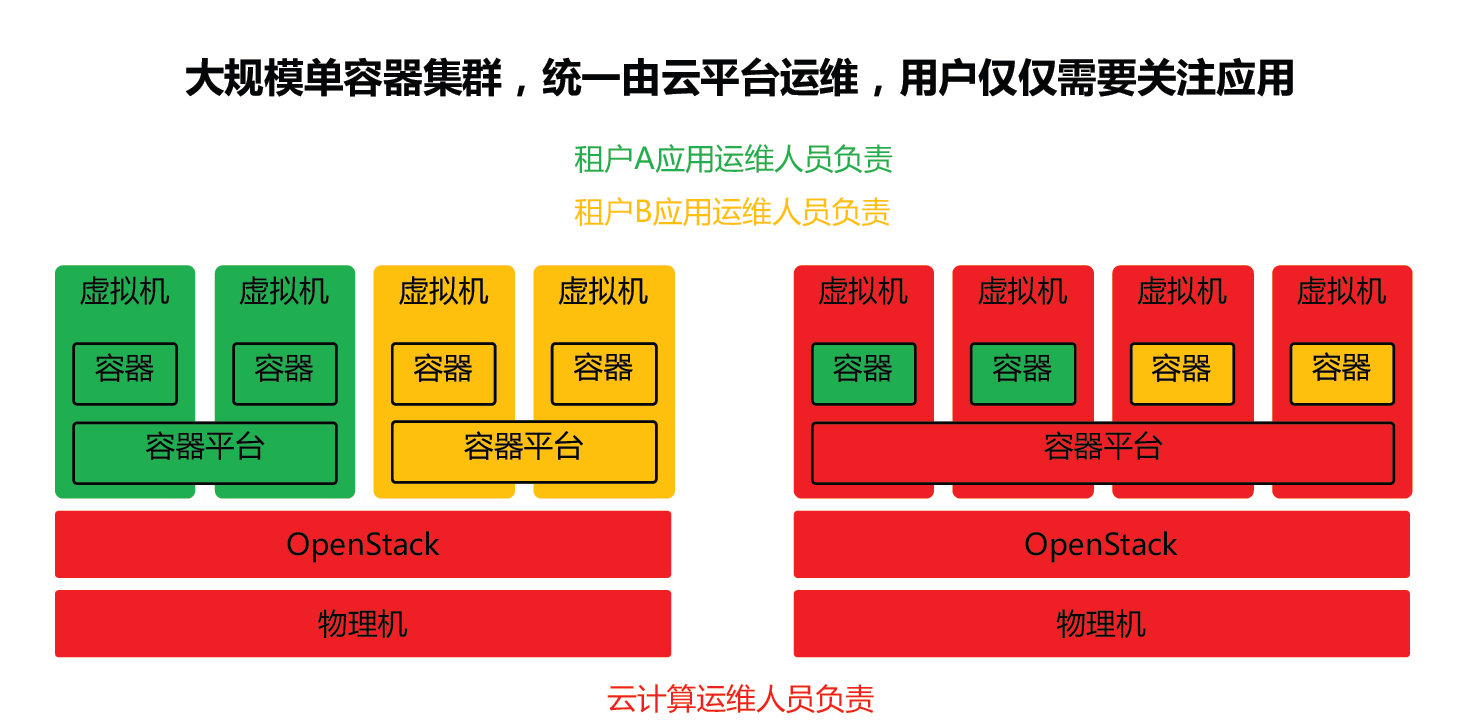 大规模单容器集群，统一由云平台运维，用户仅仅需要关注应用
租户A应用运维人员负责
租户B应用运维人员负责
虚拟机
虚拟机
虚拟机
虚拟机
容器
容器
容器
容器
容器平台
容器平台
OpenStack
物理机
虚拟机
虚拟机
虚拟机
虚拟机
容器
容器
容器
容器
容器平台
OpenStack
物理机
云计算运维人员负责